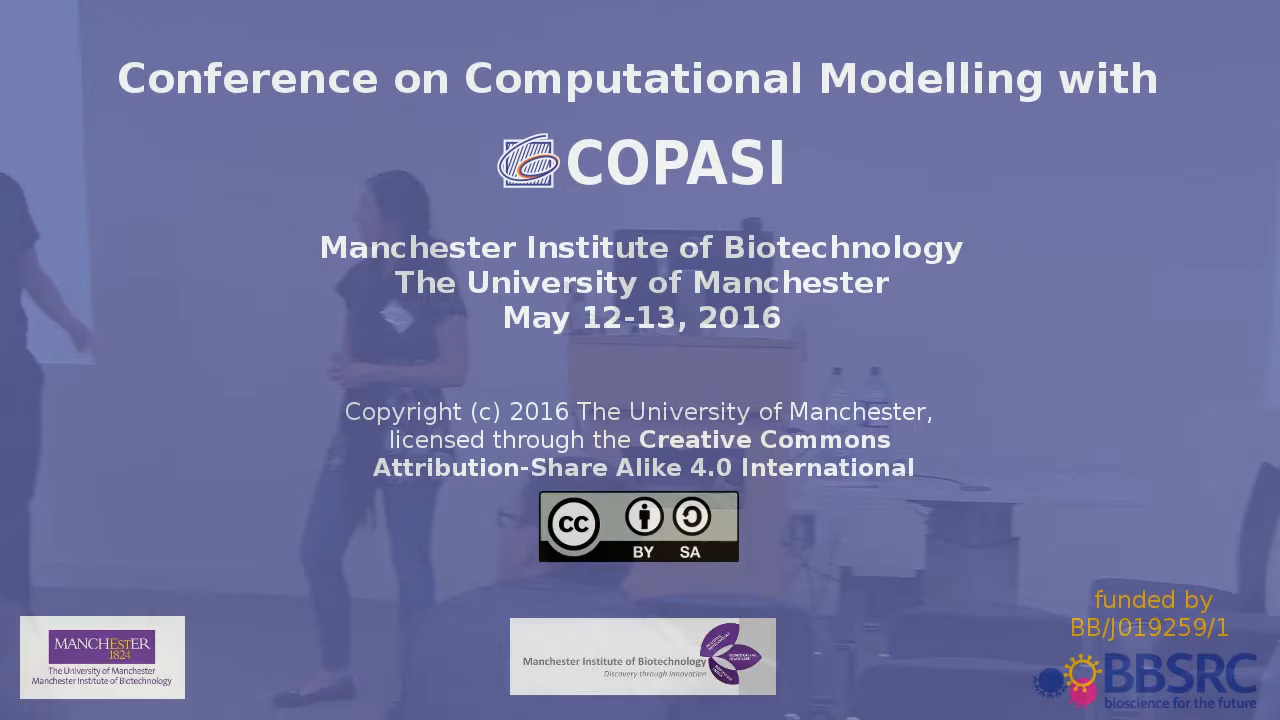 Conference on Computational Modelling with
COPASI
Manchester Institute of Biotechnology
The University of Manchester
May 12-13, 2016
Copyright (c) 2016 The University of Manchester,
licensed through the Creative Commons
Attribution-Share Alike 4.0 International
CC
BY SA
MANCHESTER
1824
The University of Manchester
Manchester Institute of Biotechnology
Manchester Institute of Biotechnology
Discovery through innovation
funded by
BB/J019259/1
BBSRC
bioscience for the future